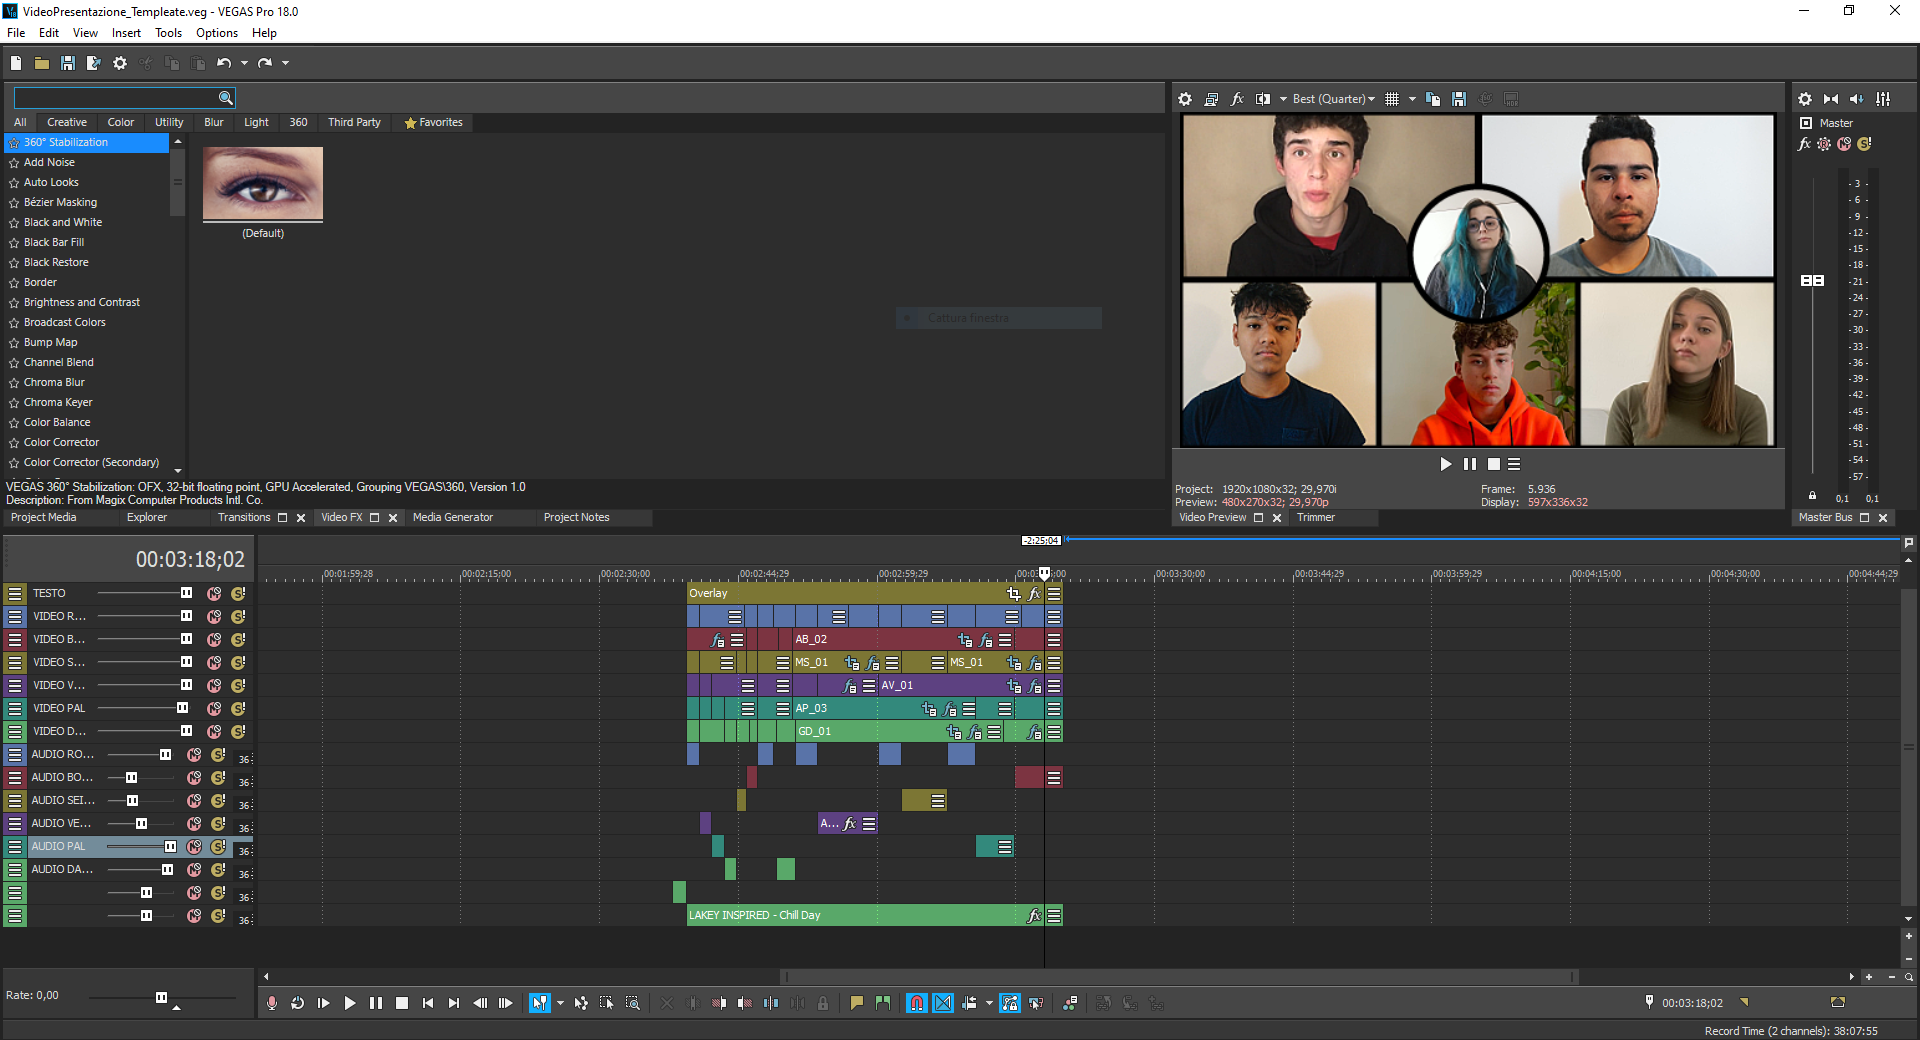 VideoPresentazione_Templeate.veg - VEGAS Pro 18.0
File Edit View Insert Tools Options Help
All Creative Color Utility Blur Light 360 Third Party Favorites
360° Stabilization
Add Noise
Auto Looks
Bézier Masking
Black and White
Black Bar Fill
Black Restore
Border
Brightness and Contrast
Broadcast Colors
Bump Map
Channel Blend
Chroma Blur
Chroma Keyer
Color Balance
Color Corrector
Color Corrector (Secondary)
(Default)
Cattura finestra
VEGAS 360° Stabilization: OFX, 32-bit floating point, GPU Accelerated, Grouping VEGAS\360, Version 1.0
Description: From Magix Computer Products Intl. Co.
Project Media Explorer Transitions Video FX Media Generator Project Notes
Best (Quarter)
Project: 1920x1080x32; 29,970i
Frame: 5.936
Preview: 480x270x32; 29,970p
Display: 597x336x32
Video Preview Trimmer
Master
- 3 -
- 6 -
- 9 -
- 12 -
- 15 -
- 18 -
- 21 -
- 24 -
- 27 -
- 30 -
- 33 -
- 36 -
- 39 -
- 42 -
- 45 -
- 48 -
- 51 -
- 54 -
- 57 -
0,1 0,1
Master Bus
00:03:18;02
-2:25;04
00:01:59;28 00:02:15;00 00:02:30;00 00:02:44;29 00:02:59;29 00:03:30;00 00:03:44;29 00:03:59;29 00:04:15;00 00:04:30;00 00:04:44;29
TESTO Overlay
VIDEO R...
VIDEO B... AB_02
VIDEO S... MS_01 MS_01
VIDEO V... AV_01
VIDEO PAL AP_03
VIDEO D... GD_01
AUDIO RO... 36
AUDIO BO... 36
AUDIO SEI... 36
AUDIO VE... 36 A...
AUDIO PAL 36
AUDIO DA... 36
36
36 LAKEY INSPIRED - Chill Day
Rate: 0,00
00:03:18;02
Record Time (2 channels): 38:07:55